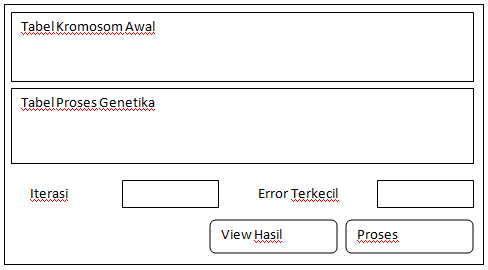 Tabel Kromosom Awal
Tabel Proses Genetika
Iterasi
Error Terkecil
View Hasil
Proses